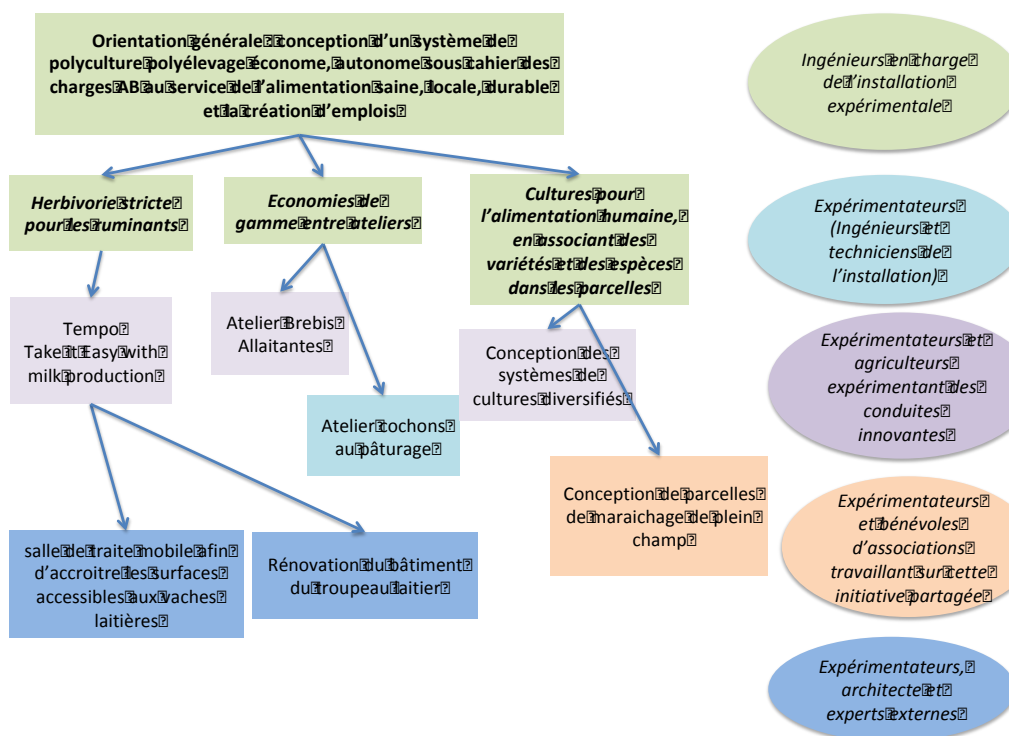 Orientation générale : conception d'un système de
polyculture polyélevage économe, autonome sous cahier des
charges AB au service de l'alimentation saine, locale, durable
et la création d'emplois
Herbivorie stricte
pour les ruminants
Economies de
gamme entre ateliers
Cultures pour
l'alimentation humaine,
en associant des
variétés et des espèces
dans les parcelles
Tempo
Take it Easy with
milk production
Atelier Brebis
Allaitantes
Atelier cochons
au pâturage
Conception des
systèmes de
cultures diversifiés
Conception de parcelles
de maraichage de plein
champ
salle de traite mobile afin
d'accroitre les surfaces
accessibles aux vaches
laitières
Rénovation du bâtiment
du troupeau laitier
Ingénieurs en charge
de l'installation
expérimentale
Expérimentateurs
(Ingénieurs et
techniciens de
l'installation)
Expérimentateurs et
agriculteurs
expérimentant des
conduites
innovantes
Expérimentateurs
et bénévoles
d'associations
travaillant sur cette
initiative partagée
Expérimentateurs,
architecte et
experts externes